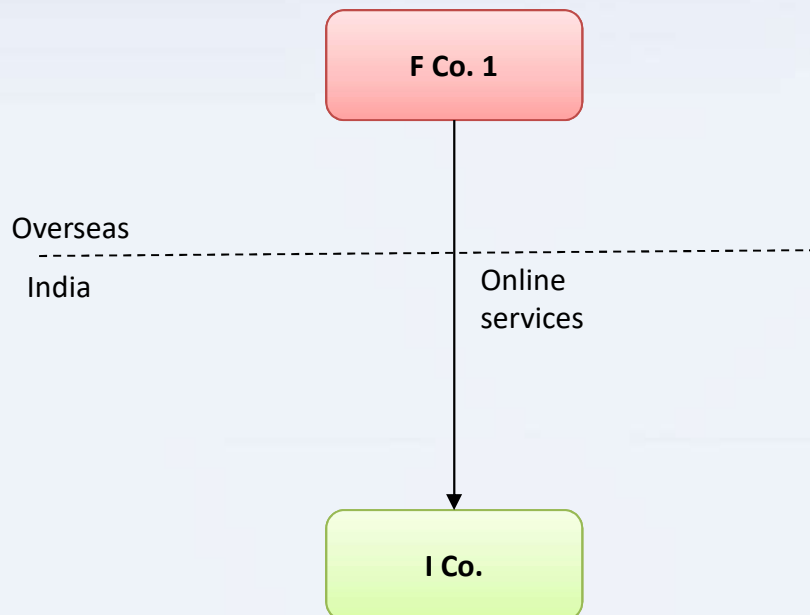 F Co. 1
Overseas
India
Online
services
I Co.